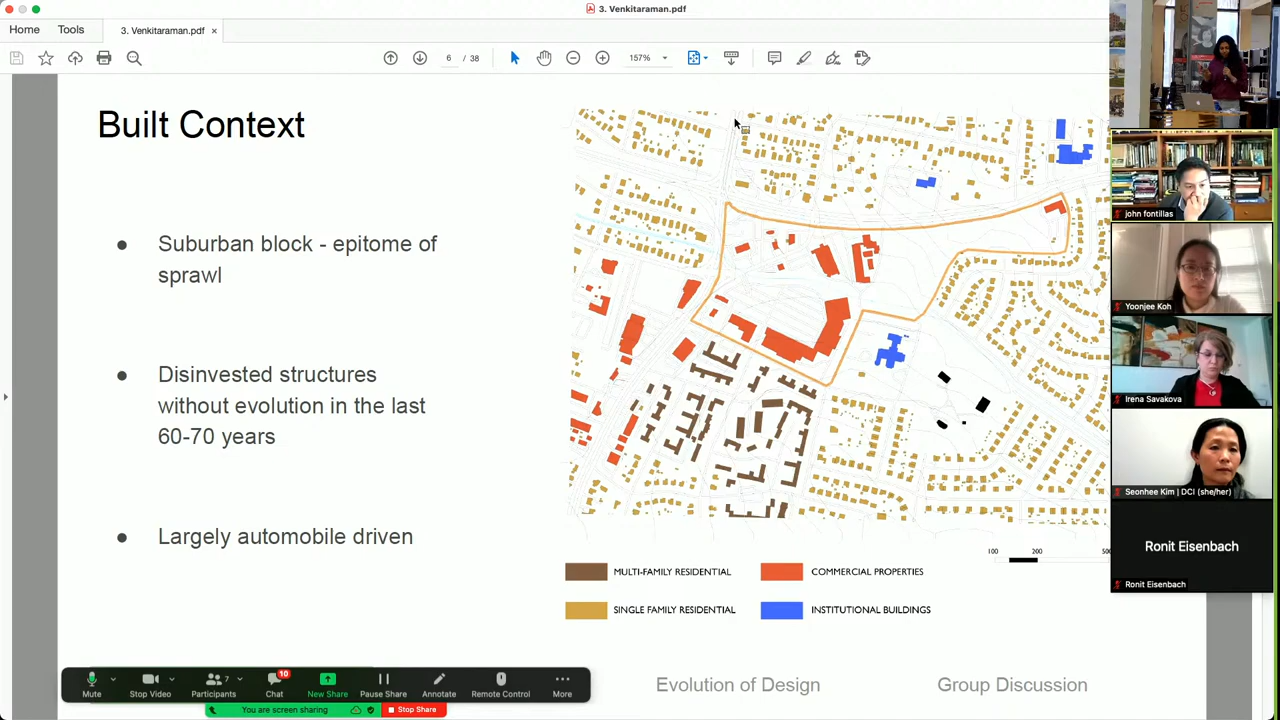 3. Venkitaraman.pdf
Home
Tools
3. Venkitaraman.pdf
6 / 38
157%
Built Context
Suburban block - epitome of
sprawl
Disinvested structures
without evolution in the last
60-70 years
Largely automobile driven
100
200
MULTI-FAMILY RESIDENTIAL
COMMERCIAL PROPERTIES
SINGLE FAMILY RESIDENTIAL
INSTITUTIONAL BUILDINGS
Evolution of Design
Group Discussion
john fontillas
Yoonjee Koh
Irena Savakova
Seonhee Kim | DCI (she/her)
Ronit Eisenbach
Ronit Eisenbach
Mute
Stop Video
7
Participants
10
Chat
New Share
Pause Share
Annotate
Remote Control
More
You are screen sharing
Stop Share